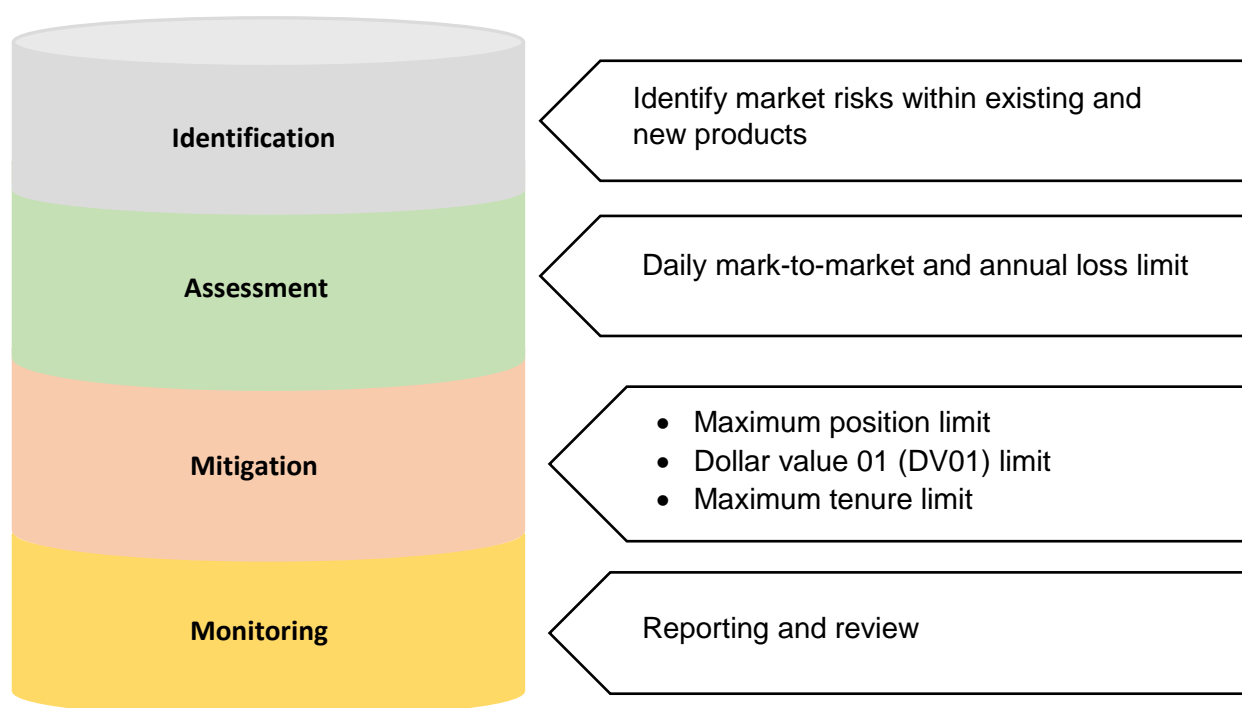 Identification
Identify market risks within existing and
new products
Assessment
Daily mark-to-market and annual loss limit
Mitigation
• Maximum position limit
• Dollar value 01 (DV01) limit
• Maximum tenure limit
Monitoring
Reporting and review